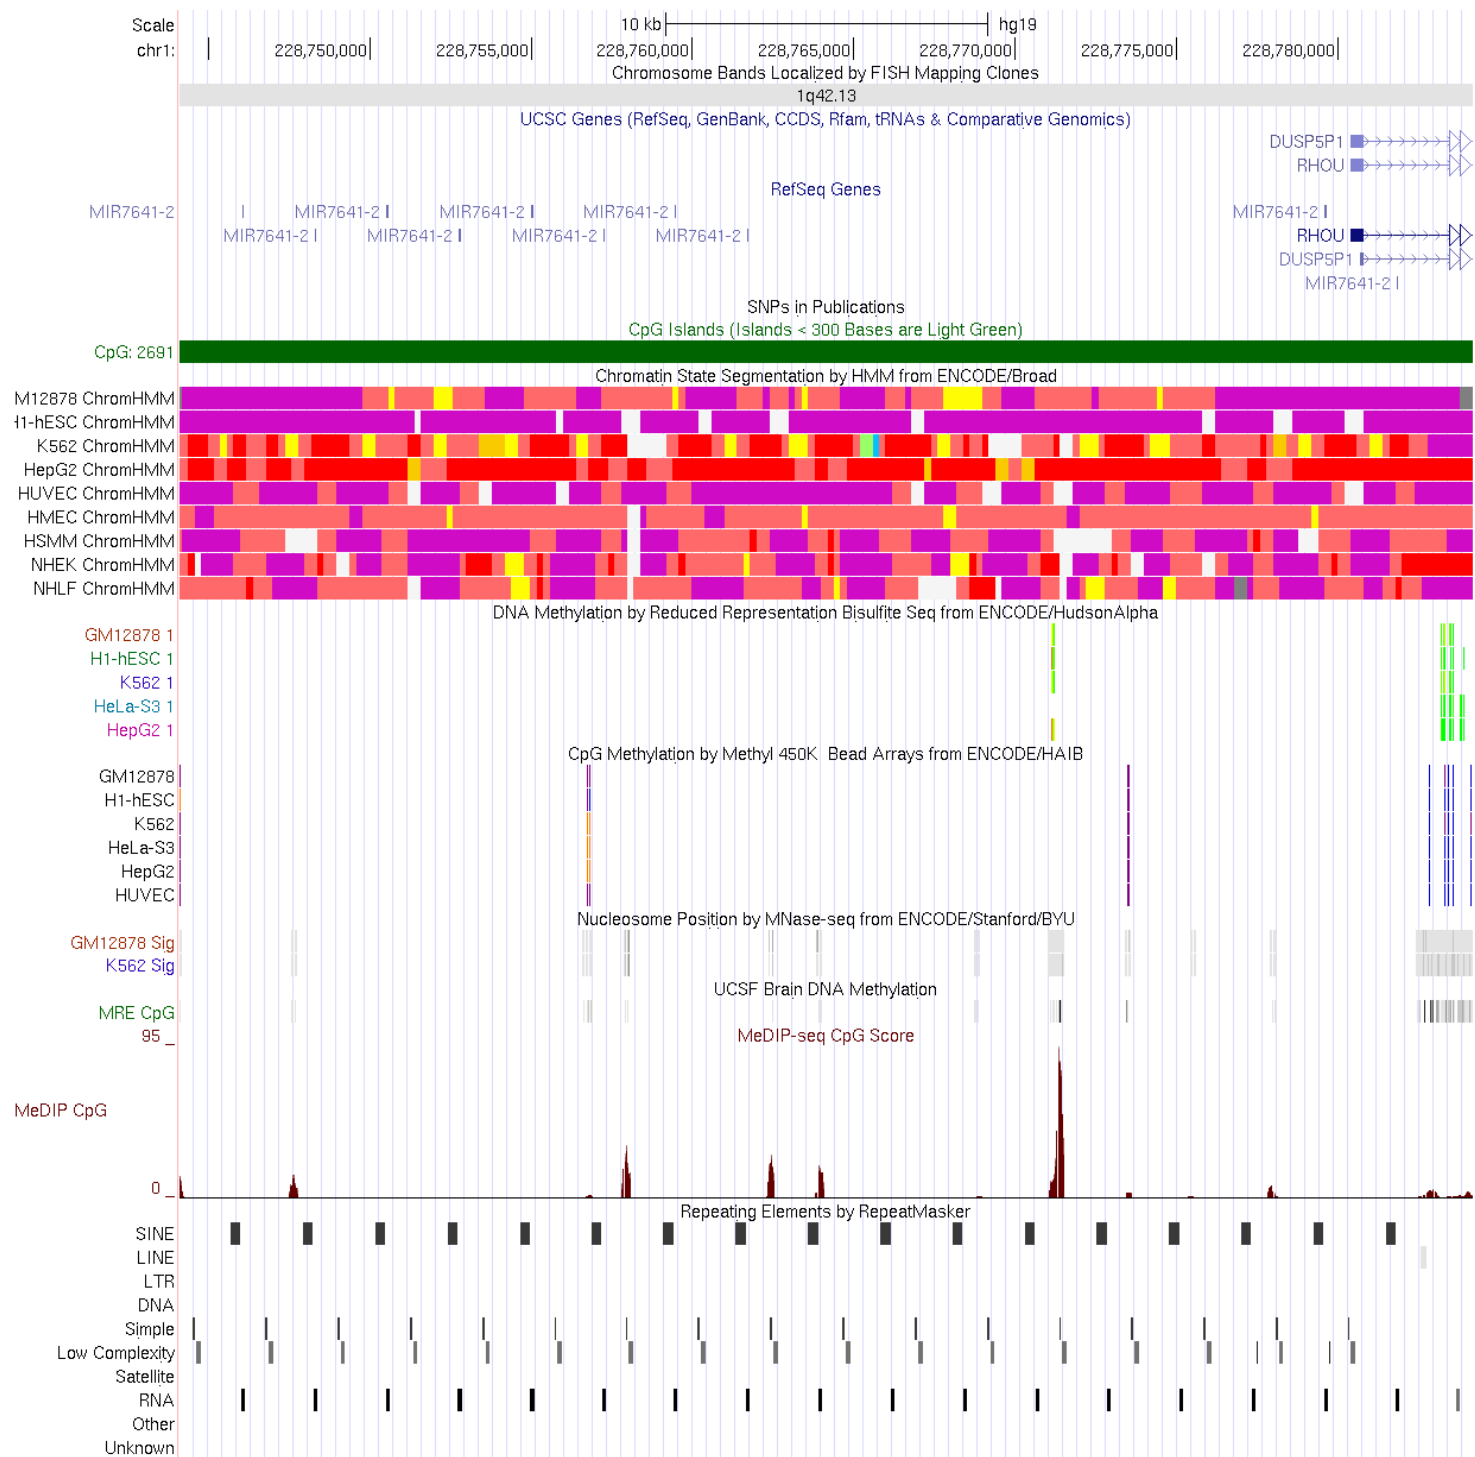 Scale 10 kb hg19
chr1: 228,750,000 228,755,000 228,760,000 228,765,000 228,770,000 228,775,000 228,780,000
Chromosome Bands Localized by FISH Mapping Clones
1q42.13
UCSC Genes (RefSeq, GenBank, CCDS, Rfam, tRNAs & Comparative Genomics)
DUSP5P1
RHOU
RefSeq Genes
MIR7641-2 MIR7641-2 MIR7641-2 MIR7641-2 MIR7641-2
MIR7641-2 MIR7641-2 MIR7641-2 MIR7641-2 RHOU
DUSP5P1
MIR7641-2
SNPs in Publications
CpG Islands (Islands < 300 Bases are Light Green)
CpG: 2691
Chromatin State Segmentation by HMM from ENCODE/Broad
M12878 ChromHMM
H1-hESC ChromHMM
K562 ChromHMM
HepG2 ChromHMM
HUVEC ChromHMM
HMEC ChromHMM
HSMM ChromHMM
NHEK ChromHMM
NHLF ChromHMM
DNA Methylation by Reduced Representation Bisulfite Seq from ENCODE/HudsonAlpha
GM12878 1
H1-hESC 1
K562 1
HeLa-S3 1
HepG2 1
CpG Methylation by Methyl 450K Bead Arrays from ENCODE/HAIB
GM12878
H1-hESC
K562
HeLa-S3
HepG2
HUVEC
Nucleosome Position by MNase-seq from ENCODE/Stanford/BYU
GM12878 Sig
K562 Sig
UCSF Brain DNA Methylation
MRE CpG
95 _ MeDIP-seq CpG Score
MeDIP CpG
0 _
Repeating Elements by RepeatMasker
SINE
LINE
LTR
DNA
Simple
Low Complexity
Satellite
RNA
Other
Unknown